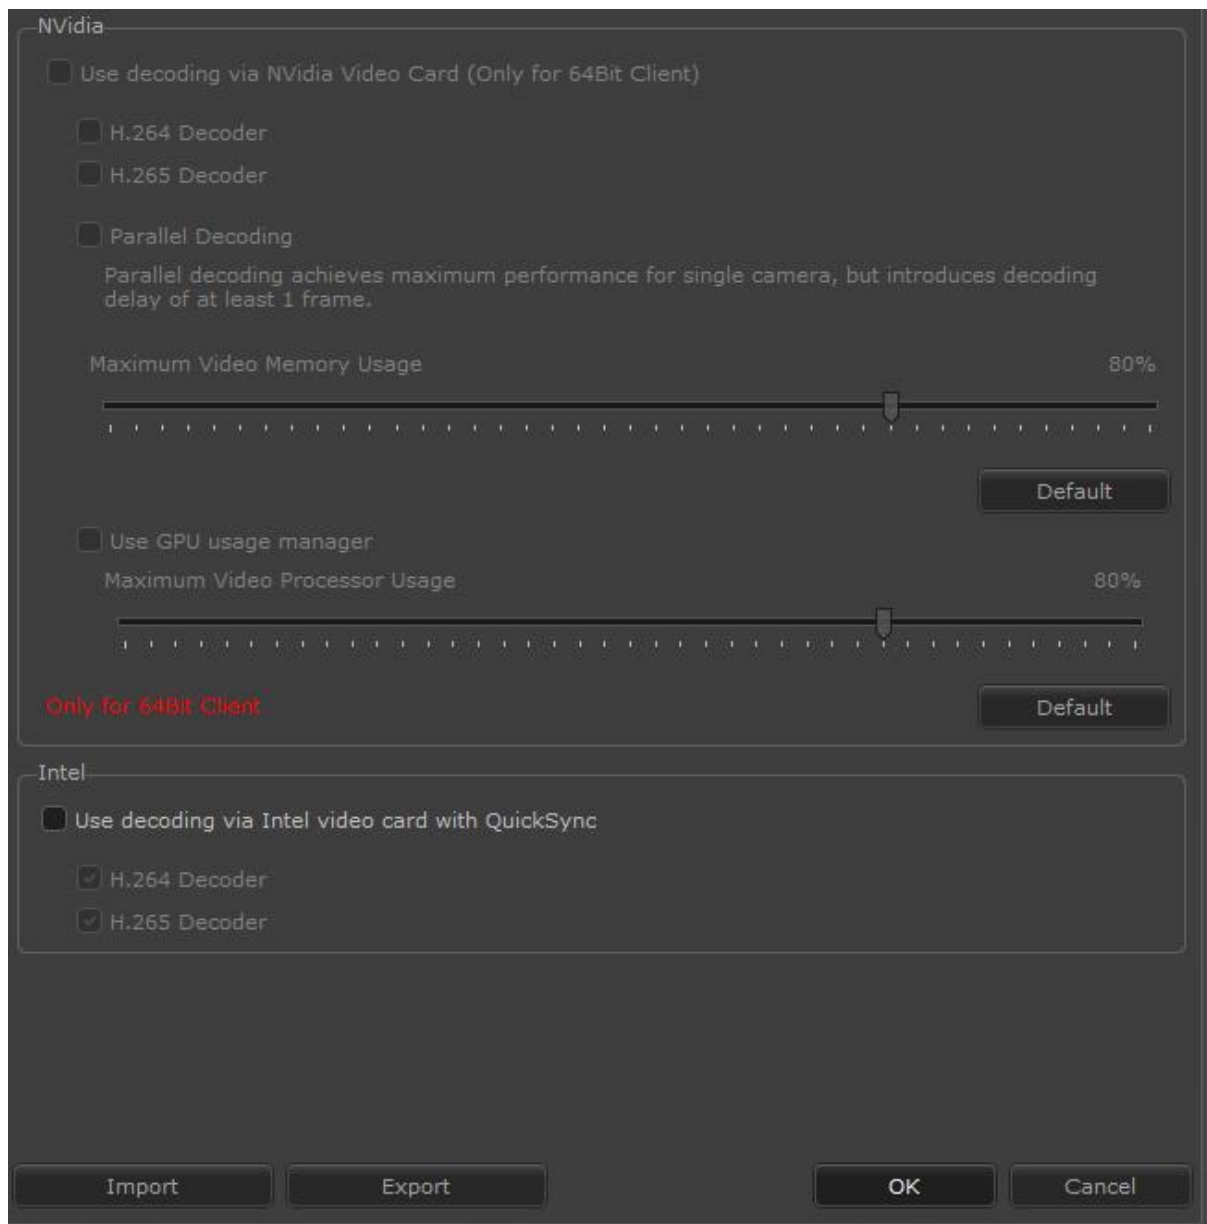 NVidia
Use decoding via NVidia Video Card (Only for 64Bit Client)
H.264 Decoder
H.265 Decoder
Parallel Decoding
Parallel decoding achieves maximum performance for single camera, but introduces decoding
delay of at least 1 frame.
Maximum Video Memory Usage 80%
Default
Use GPU usage manager
Maximum Video Processor Usage 80%
Only for 64Bit Client Default
Intel
Use decoding via Intel video card with QuickSync
H.264 Decoder
H.265 Decoder
Import Export OK Cancel